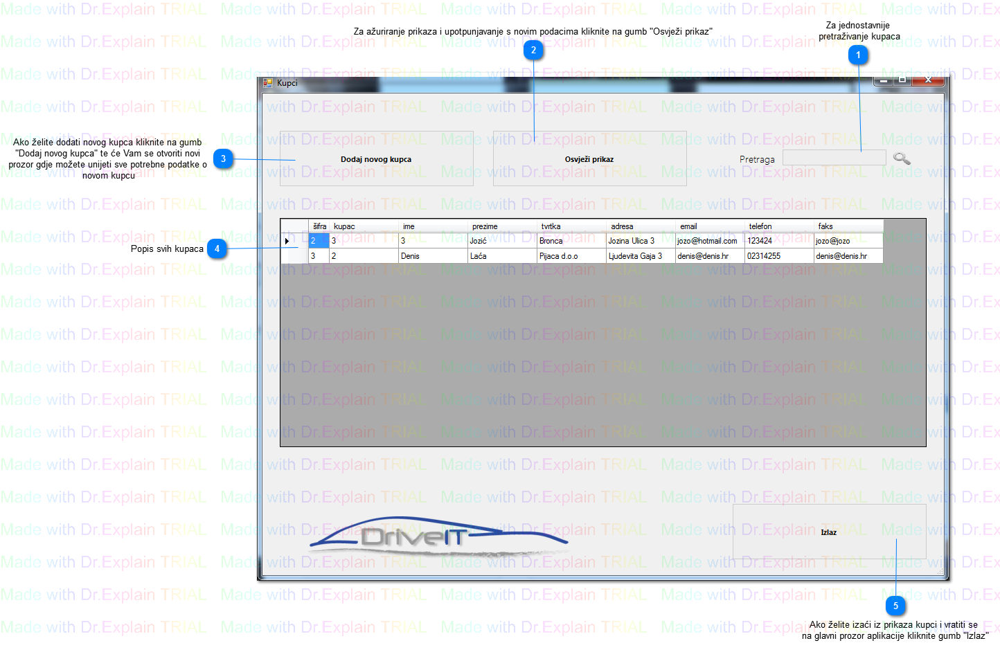 Za ažuriranje prikaza i upotpunjavanje s novim podacima kliknite na gumb "Osvježi prikaz"
2
Za jednostavnije
pretraživanje kupaca
1
Kupci
Ako želite dodati novog kupca kliknite na gumb
"Dodaj novog kupca" te će Vam se otvoriti novi
prozor gdje možete unijeti sve potrebne podatke o
novom kupcu
3
Dodaj novog kupca
Osvježi prikaz
Pretraga
šifra kupac ime prezime tvrtka adresa email telefon faks
2 3 3 Jozić Bronca Jozina Ulica 3 jozo@hotmail.com 123424 jozo@jozo
3 2 Denis Laća Pijaca d.o.o Ljudevita Gaja 3 denis@denis.hr 02314255 denis@denis.hr
Popis svih kupaca
4
DriveIT
Izlaz
5
Ako želite izaći iz prikaza kupci i vratiti se
na glavni prozor aplikacije kliknite gumb "Izlaz"
Made with Dr.Explain TRIAL